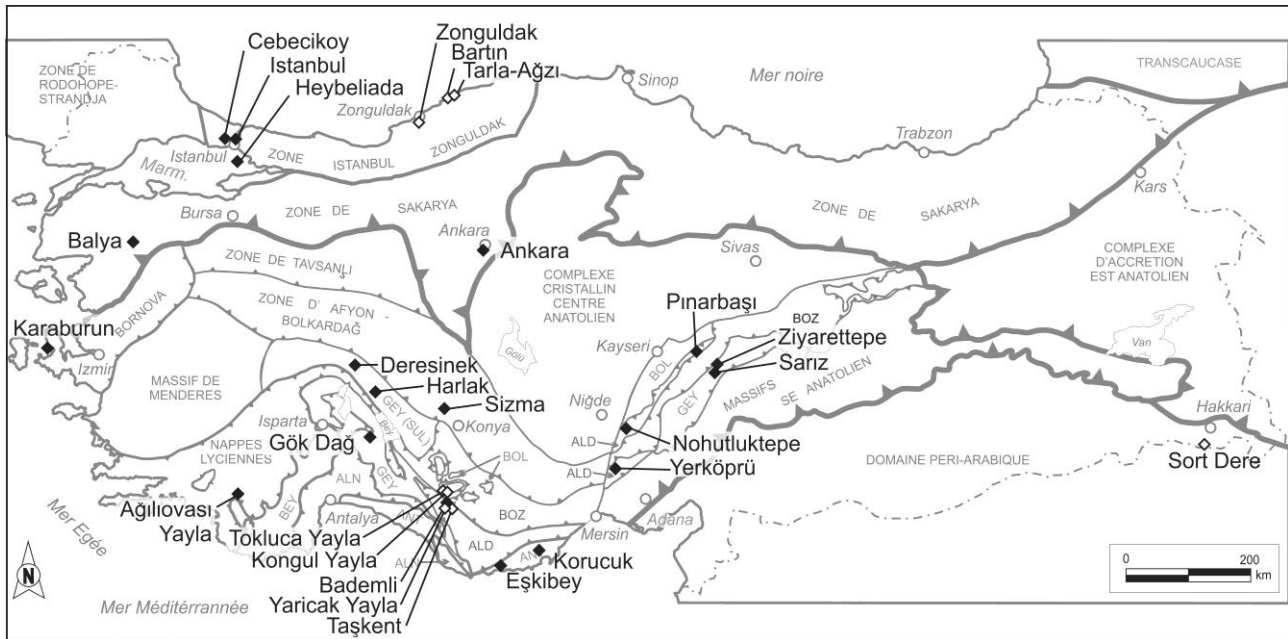 Cebecikoy
Istanbul
Heybeliada
Zonguldak
Bartın
Tarla-Ağzı
ZONE DE
RODOHOPE-
STRANDJA
Zonguldak
Sinop
Mer noire
TRANSCAUCASE
Istanbul
Marm.
ZONE ISTANBUL ZONGULDAK
Trabzon
Kars
Bursa
ZONE DE SAKARYA
Ankara
ZONE DE SAKARYA
Balya
Ankara
Sivas
ZONE DE TAVSANLI
COMPLEXE
CRISTALLIN
CENTRE
ANATOLIEN
COMPLEXE
D'ACCRETION
EST ANATOLIEN
BORNOVA
ZONE D' AFYON -
BOLKARDAĞ
Pınarbaşı
BOZ
Karaburun
Izmir
Gölü
Kayseri
Ziyarettepe
Sarız
Van
Deresinek
Harlak
Sizma
BOL
GEY
MASSIFS SE ANATOLIEN
MASSIF DE
MENDERES
GEY (SUL)
Beyş
Niğde
Hakkari
Isparta
Konya
Gök Dağ
NAPPES
LYCIENNES
ALD
Nohutluktepe
Sort Dere
BOL
ALD
Yerköprü
DOMAINE PERI-ARABIQUE
ALN
GEY
BEY
Ağılıovası
Yayla
Antalya
ANT
BOZ
Mersin
Adana
Mer Egée
Tokluca Yayla
Kongul Yayla
ALD
AN
Korucuk
ALN
Eşkibey
Bademli
Yaricak Yayla
Taşkent
N
Mer Méditérrannée
0 200
km